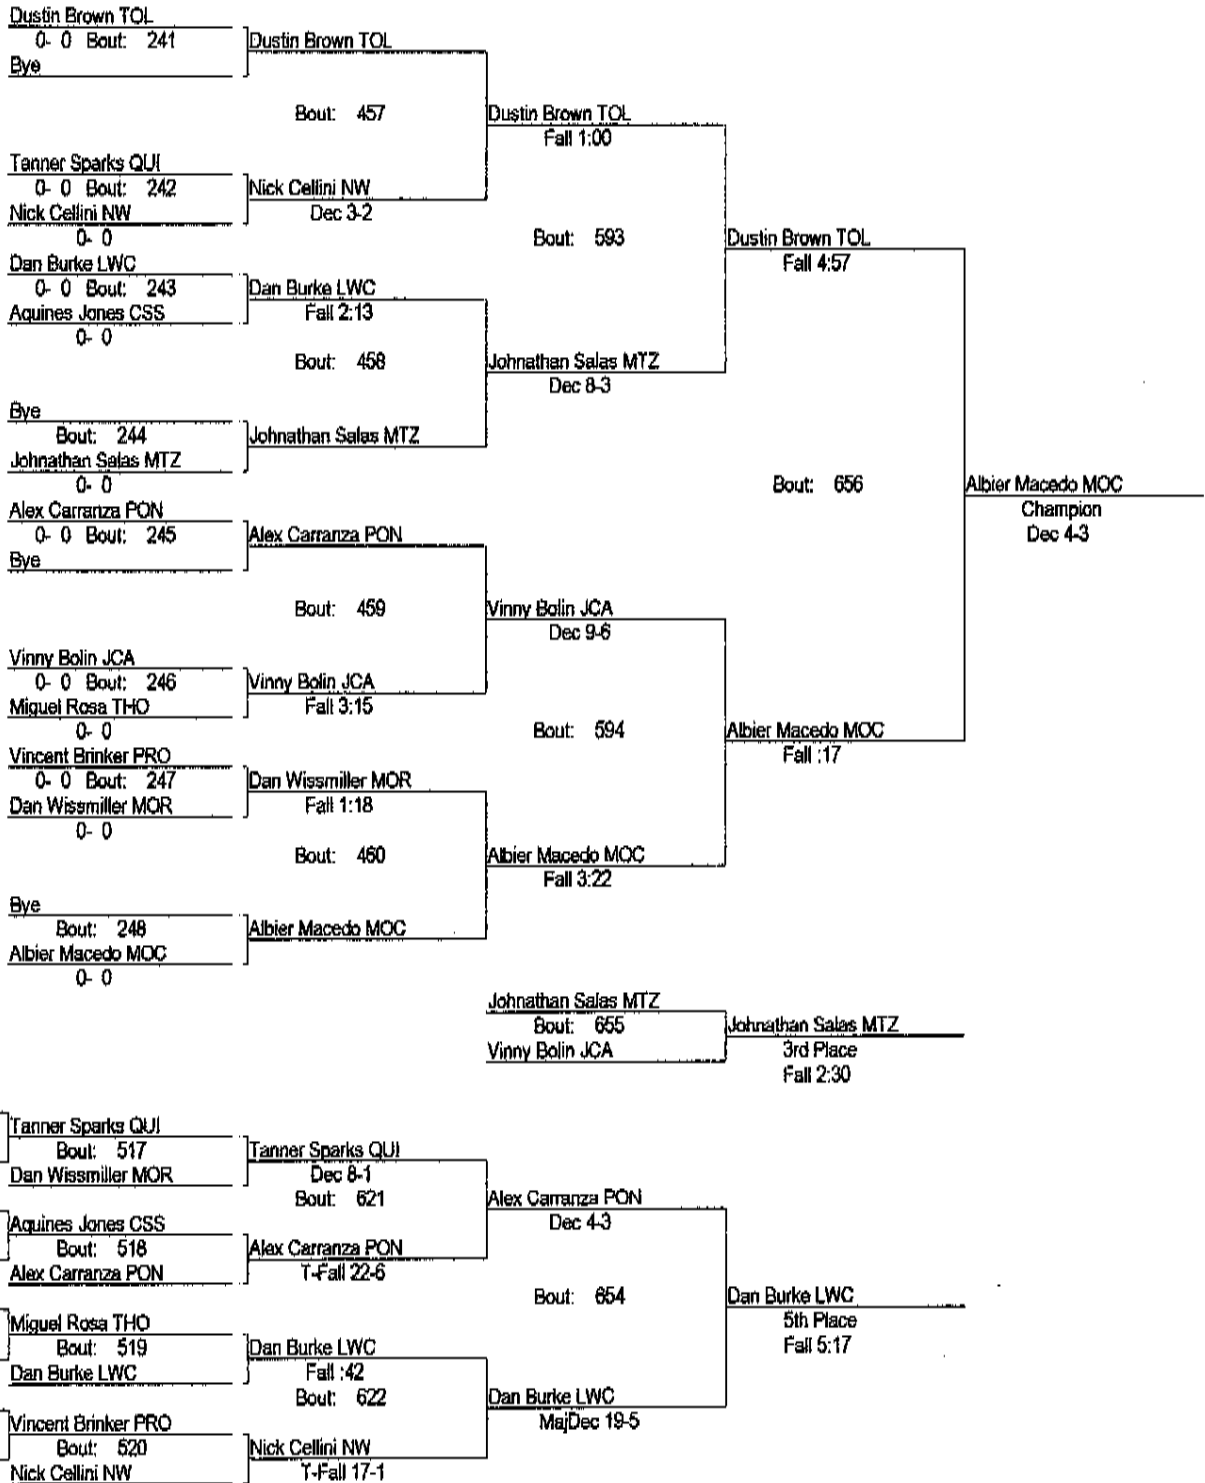 Dustin Brown TOL
0- 0 Bout: 241
Bye
Dustin Brown TOL
Bout: 457
Tanner Sparks QUI
0- 0 Bout: 242
Nick Cellini NW
0- 0
Nick Cellini NW
Dec 3-2
Dustin Brown TOL
Fall 1:00
Bout: 593
Dan Burke LWC
0- 0 Bout: 243
Aquines Jones CSS
0- 0
Dan Burke LWC
Fall 2:13
Bout: 458
Bye
Bout: 244
Johnathan Salas MTZ
0- 0
Johnathan Salas MTZ
Johnathan Salas MTZ
Dec 8-3
Dustin Brown TOL
Fall 4:57
Bout: 656
Albier Macedo MOC
Champion
Dec 4-3
Alex Carranza PON
0- 0 Bout: 245
Bye
Alex Carranza PON
Bout: 459
Vinny Bolin JCA
0- 0 Bout: 246
Miguel Rosa THO
0- 0
Vinny Bolin JCA
Fall 3:15
Vinny Bolin JCA
Dec 9-6
Bout: 594
Vincent Brinker PRO
0- 0 Bout: 247
Dan Wissmiller MOR
0- 0
Dan Wissmiller MOR
Fall 1:18
Bout: 460
Bye
Bout: 248
Albier Macedo MOC
0- 0
Albier Macedo MOC
Albier Macedo MOC
Fall 3:22
Albier Macedo MOC
Fall :17
Johnathan Salas MTZ
Bout: 655
Vinny Bolin JCA
Johnathan Salas MTZ
3rd Place
Fall 2:30
Tanner Sparks QUI
Bout: 517
Dan Wissmiller MOR
Tanner Sparks QUI
Dec 8-1
Bout: 621
Aquines Jones CSS
Bout: 518
Alex Carranza PON
Alex Carranza PON
T-Fall 22-6
Alex Carranza PON
Dec 4-3
Bout: 654
Miguel Rosa THO
Bout: 519
Dan Burke LWC
Dan Burke LWC
Fall :42
Bout: 622
Vincent Brinker PRO
Bout: 520
Nick Cellini NW
Nick Cellini NW
T-Fall 17-1
Dan Burke LWC
MajDec 19-5
Dan Burke LWC
5th Place
Fall 5:17